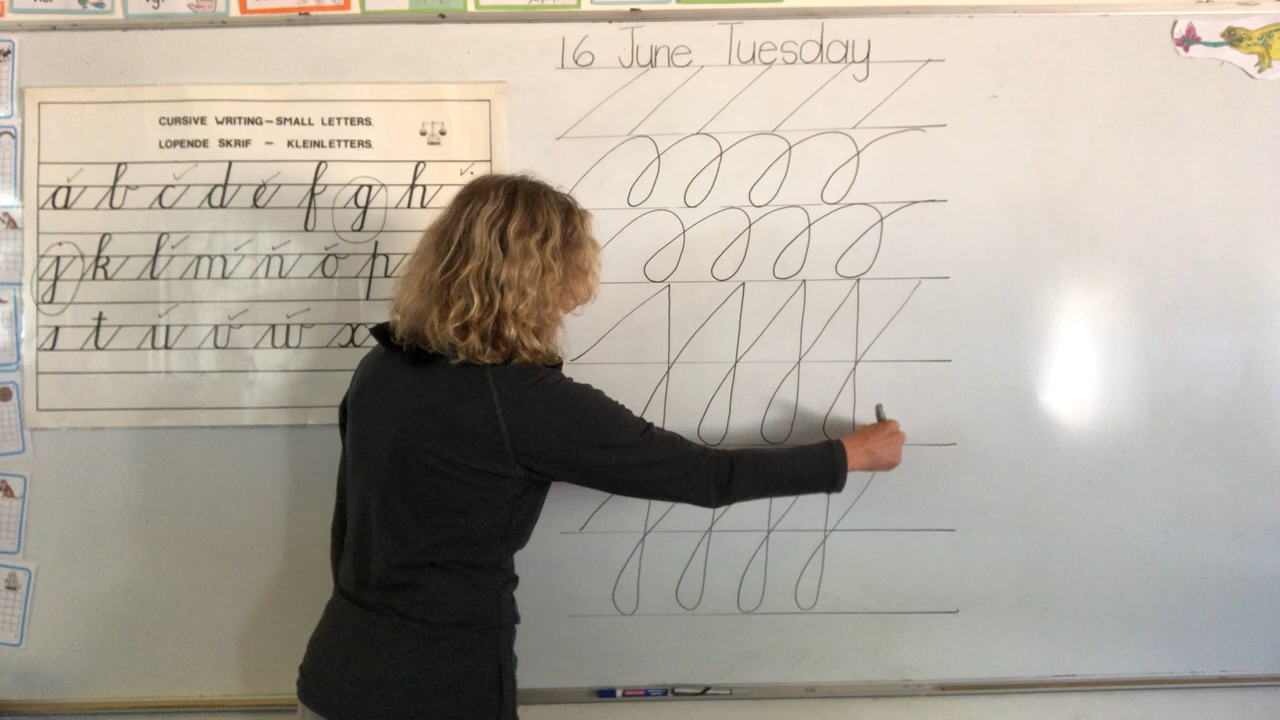 16 June Tuesday
CURSIVE WRITING – SMALL LETTERS.
LOPENDE SKRIF – KLEINLETTERS.
a b c d e f g h
j k l m n o p
s t u v w x